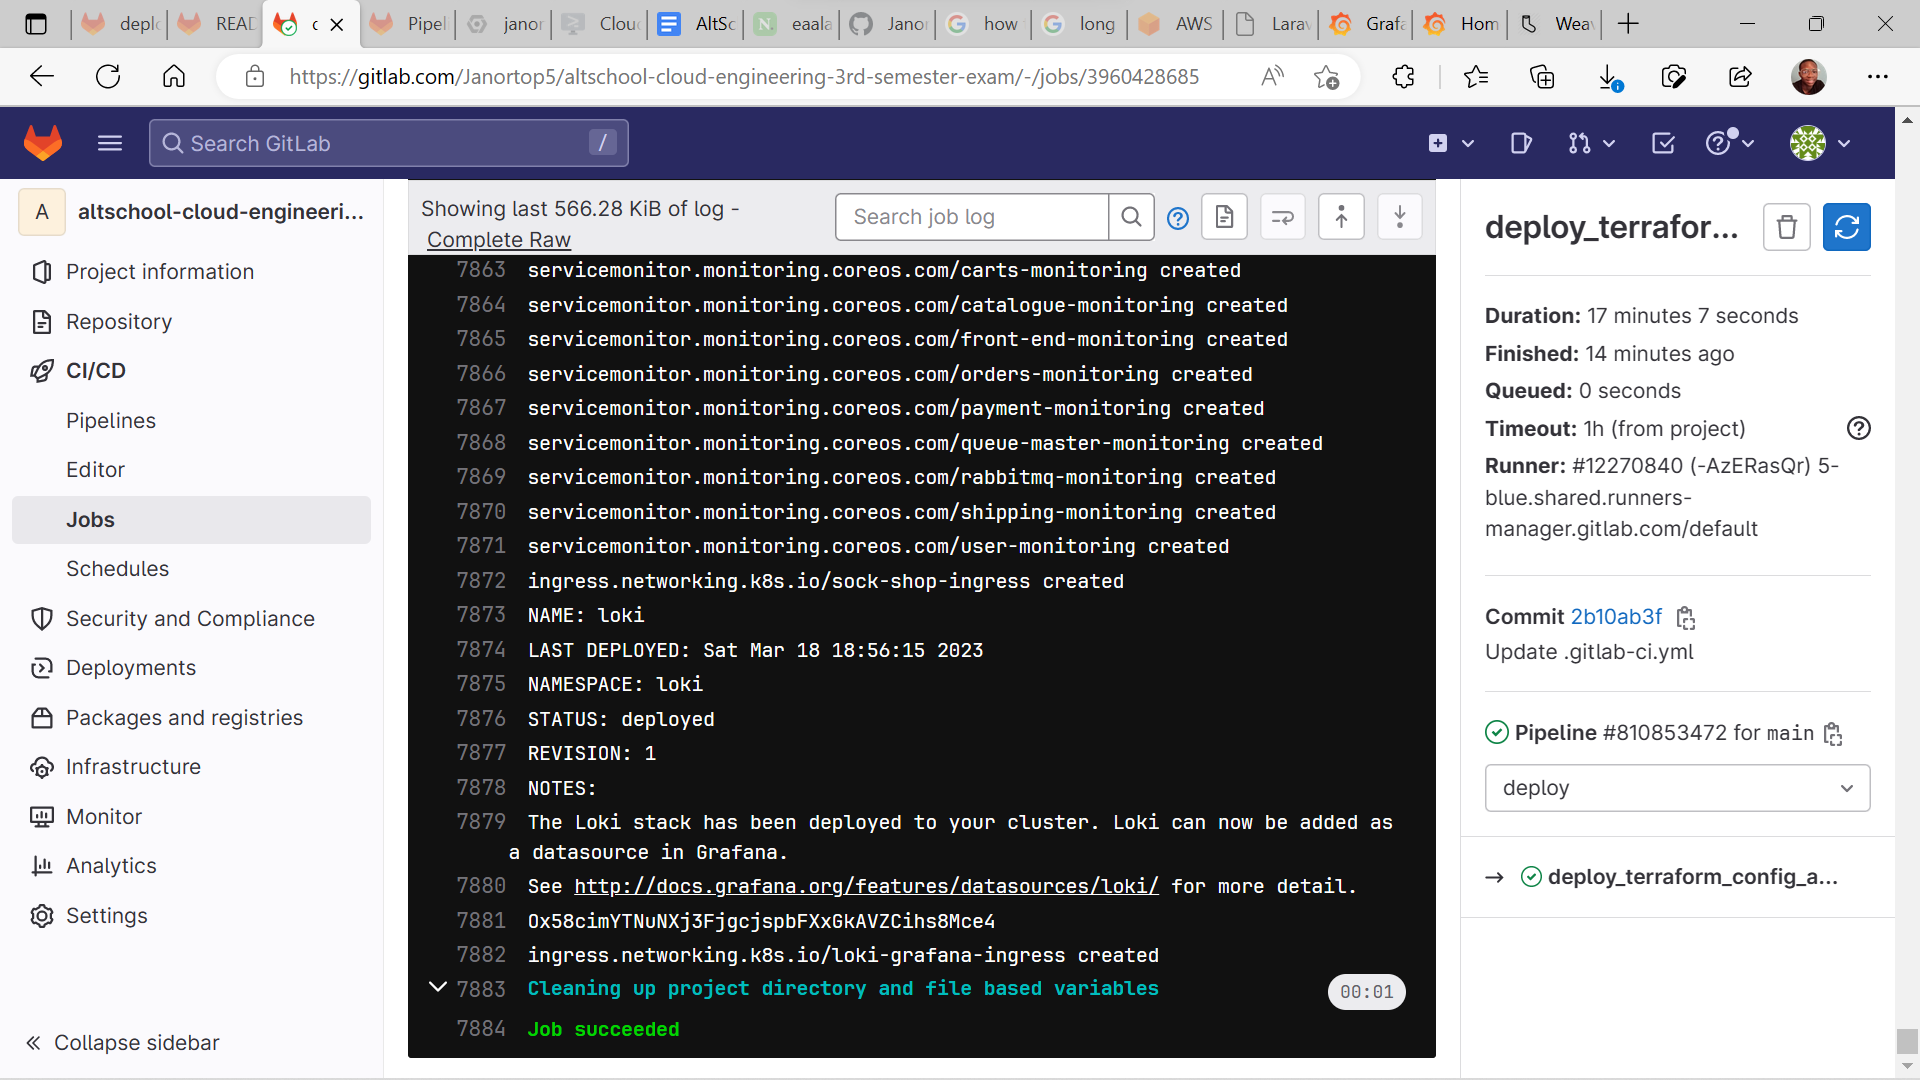 deplo
READ
c
Pipeli
janor
Cloud
AltSc
eaala
Janor
how
long
AWS
Larav
Grafa
Hom
Weav
https://gitlab.com/Janortop5/altschool-cloud-engineering-3rd-semester-exam/-/jobs/3960428685
Search GitLab
/
A
altschool-cloud-engineeri...
Project information
Repository
CI/CD
Pipelines
Editor
Jobs
Schedules
Security and Compliance
Deployments
Packages and registries
Infrastructure
Monitor
Analytics
Settings
Collapse sidebar
Showing last 566.28 KiB of log -
Complete Raw
Search job log
7863 servicemonitor.monitoring.coreos.com/carts-monitoring created
7864 servicemonitor.monitoring.coreos.com/catalogue-monitoring created
7865 servicemonitor.monitoring.coreos.com/front-end-monitoring created
7866 servicemonitor.monitoring.coreos.com/orders-monitoring created
7867 servicemonitor.monitoring.coreos.com/payment-monitoring created
7868 servicemonitor.monitoring.coreos.com/queue-master-monitoring created
7869 servicemonitor.monitoring.coreos.com/rabbitmq-monitoring created
7870 servicemonitor.monitoring.coreos.com/shipping-monitoring created
7871 servicemonitor.monitoring.coreos.com/user-monitoring created
7872 ingress.networking.k8s.io/sock-shop-ingress created
7873 NAME: loki
7874 LAST DEPLOYED: Sat Mar 18 18:56:15 2023
7875 NAMESPACE: loki
7876 STATUS: deployed
7877 REVISION: 1
7878 NOTES:
7879 The Loki stack has been deployed to your cluster. Loki can now be added as
a datasource in Grafana.
7880 See http://docs.grafana.org/features/datasources/loki/ for more detail.
7881 Ox58cimYTNuNXj3FjgcjspbFXxGkAVZCihs8Mce4
7882 ingress.networking.k8s.io/loki-grafana-ingress created
7883 Cleaning up project directory and file based variables 00:01
7884 Job succeeded
deploy_terrafor...
Duration: 17 minutes 7 seconds
Finished: 14 minutes ago
Queued: 0 seconds
Timeout: 1h (from project)
Runner: #12270840 (-AzERasQr) 5-
blue.shared.runners-
manager.gitlab.com/default
Commit 2b10ab3f
Update .gitlab-ci.yml
Pipeline #810853472 for main
deploy
deploy_terraform_config_a...